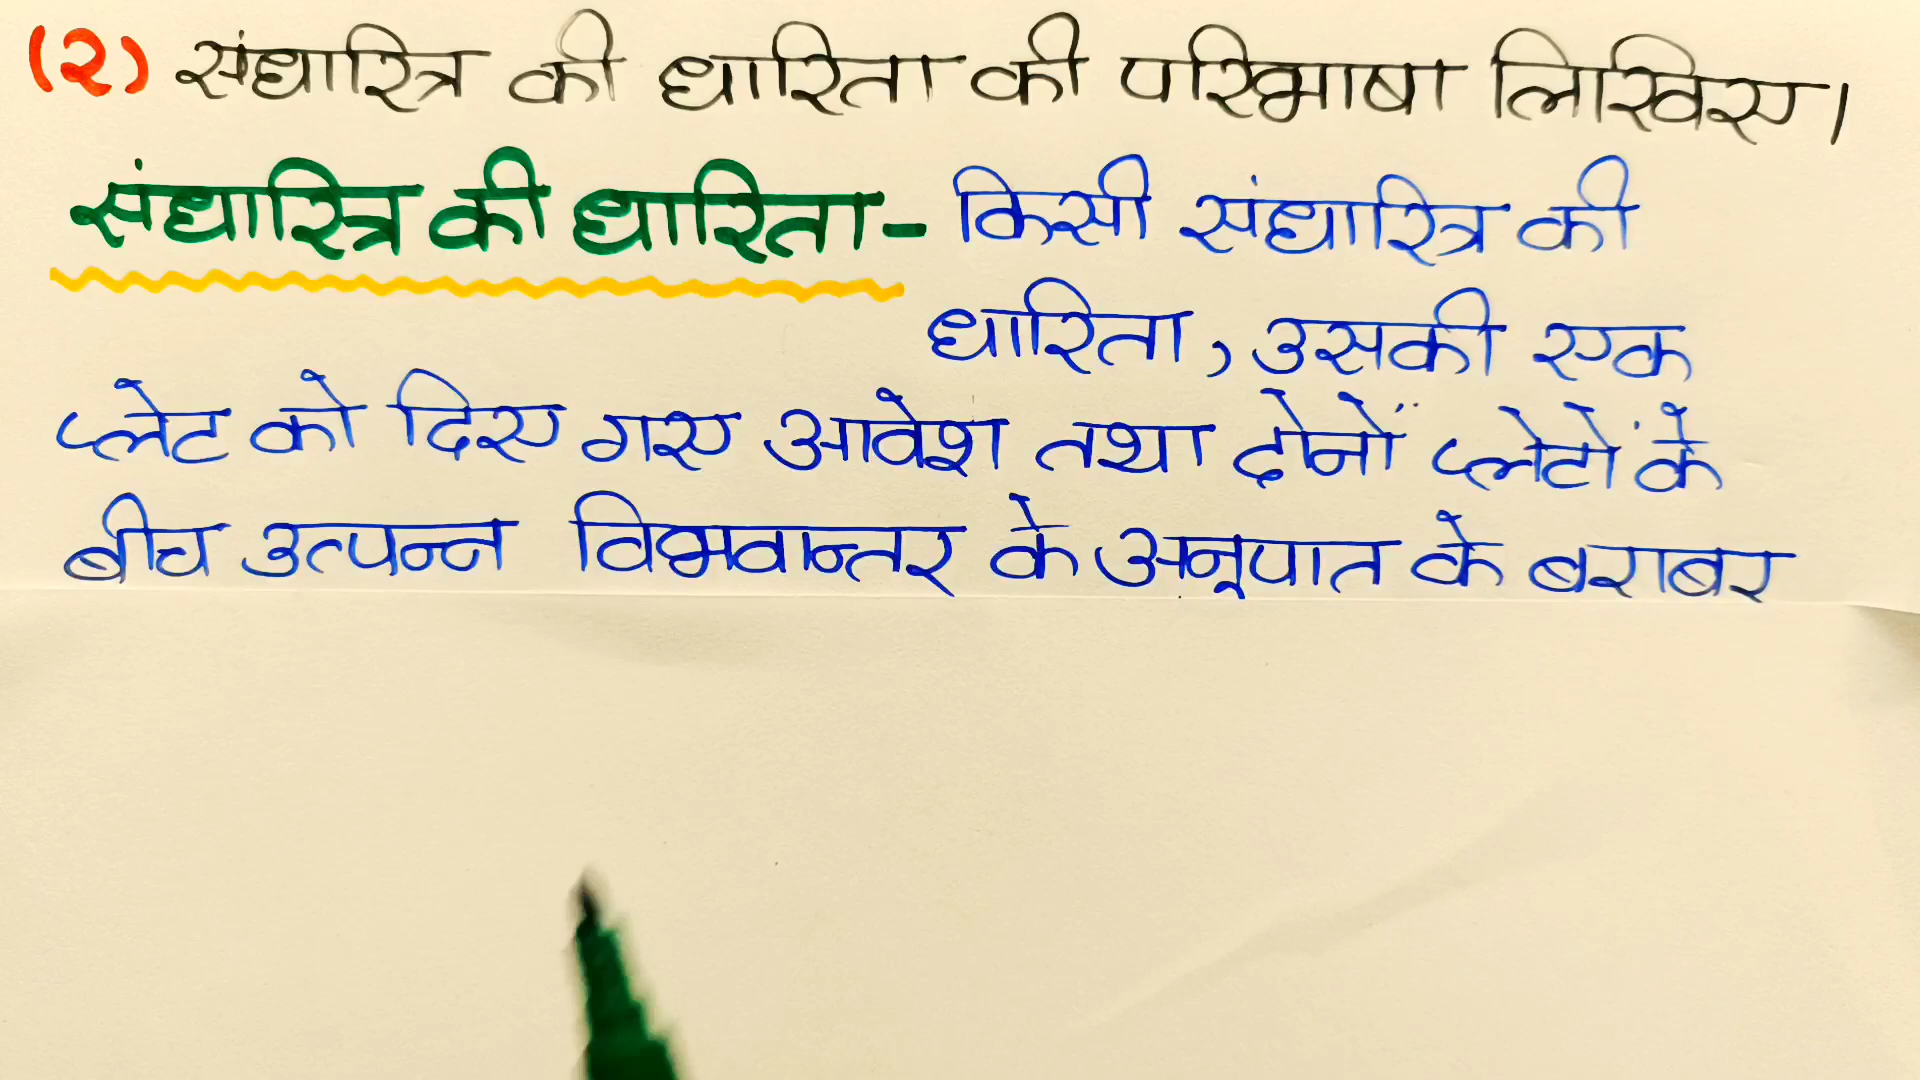 (२) संधारित्र की धारिता की परिभाषा लिखिए।
संधारित्र की धारिता- किसी संधारित्र की
धारिता, उसकी एक
प्लेट को दिए गए आवेश तथा दोनों प्लेटों के
बीच उत्पन्न विभवान्तर के अनुपात के बराबर